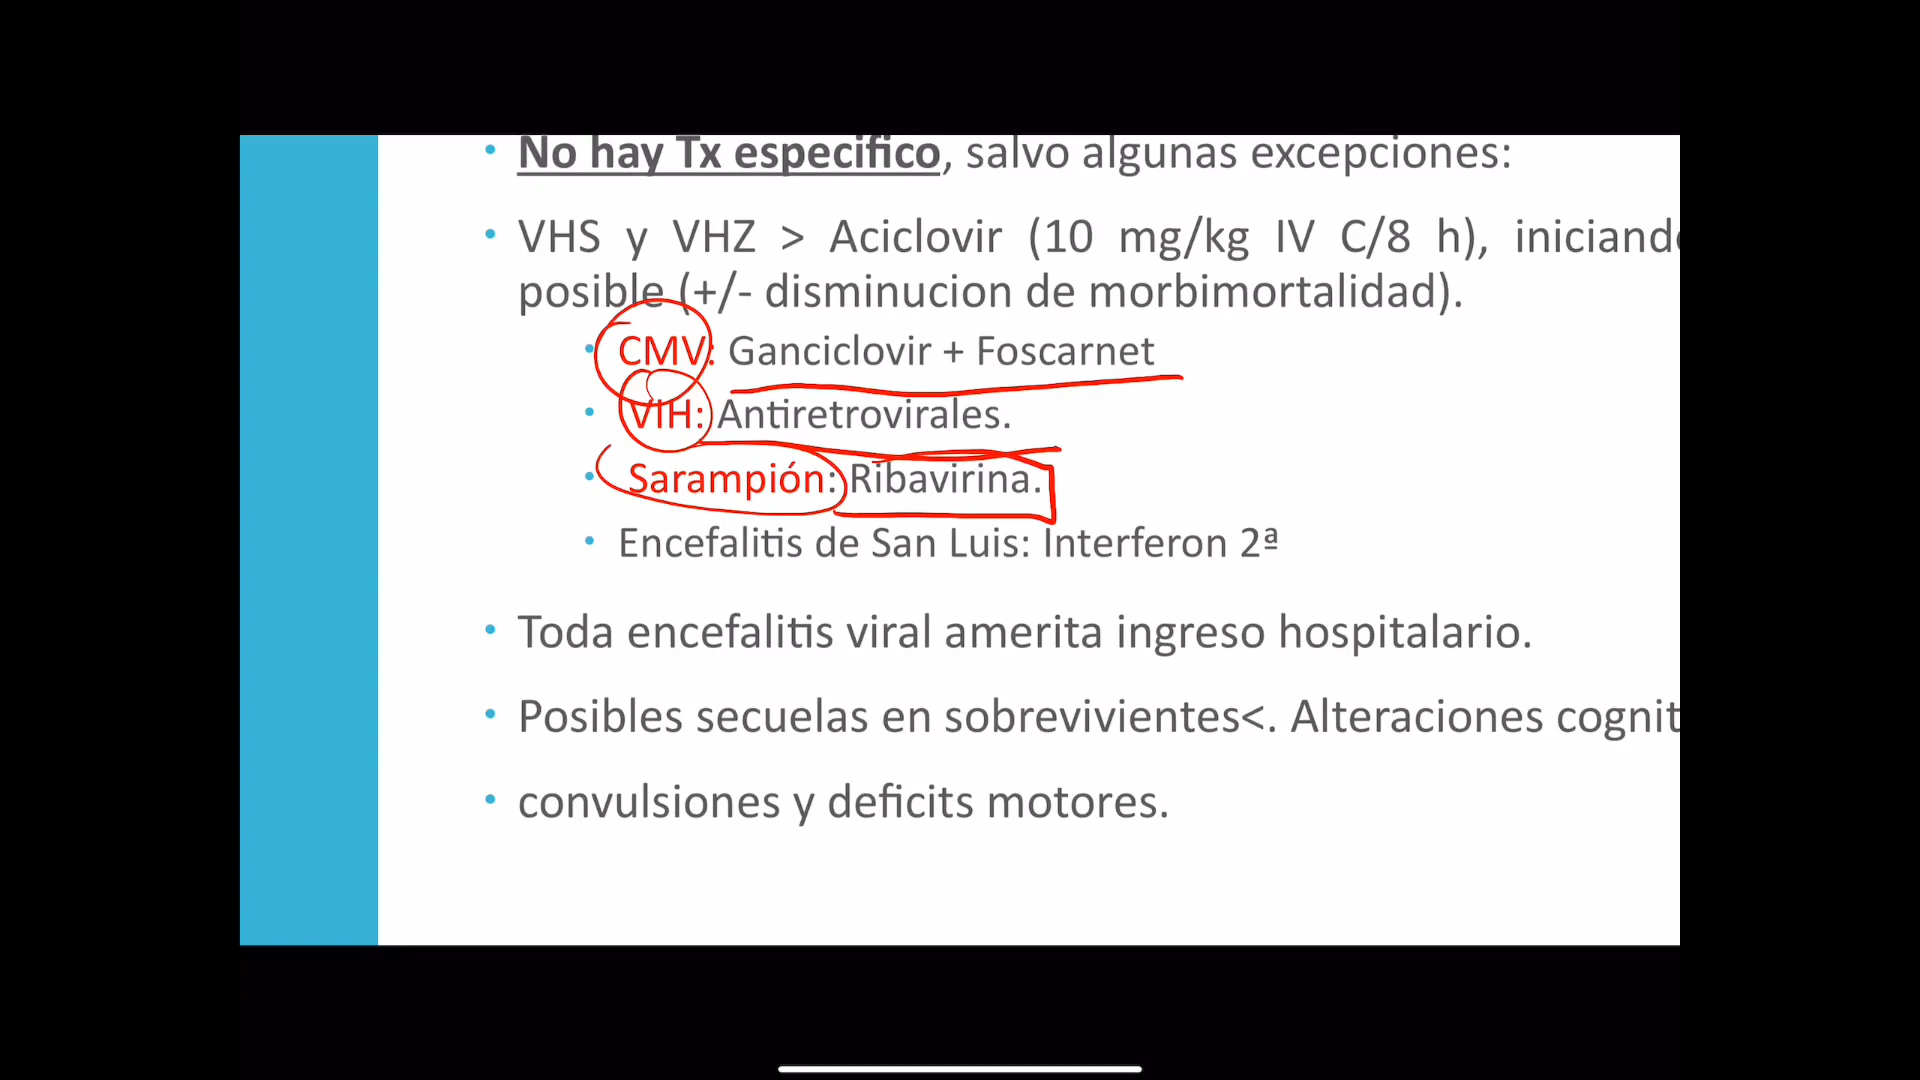 • No hay Tx especifico, salvo algunas excepciones:
• VHS y VHZ > Aciclovir (10 mg/kg IV C/8 h), iniciando
posible (+/- disminucion de morbimortalidad).
• CMV: Ganciclovir + Foscarnet
• VIH: Antiretrovirales.
• Sarampión: Ribavirina.
• Encefalitis de San Luis: Interferon 2ª
• Toda encefalitis viral amerita ingreso hospitalario.
• Posibles secuelas en sobrevivientes<. Alteraciones cognit
• convulsiones y deficits motores.